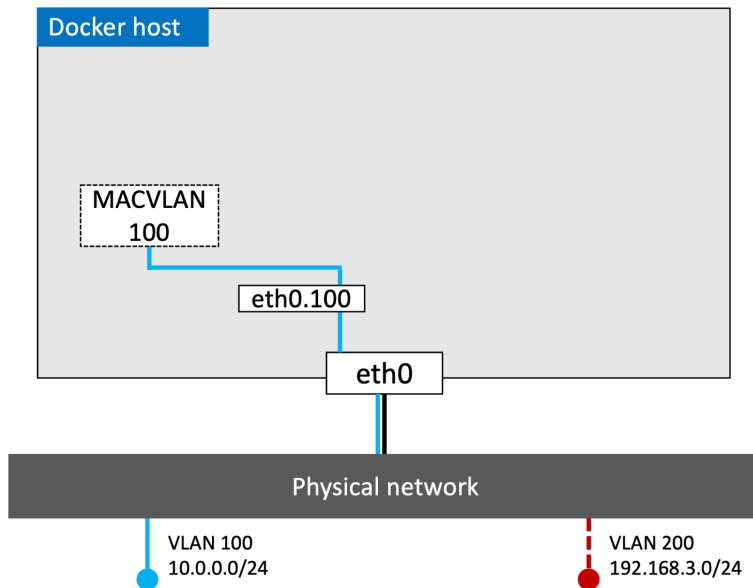 Docker host
MACVLAN
100
eth0.100
eth0
Physical network
VLAN 100
10.0.0.0/24
VLAN 200
192.168.3.0/24